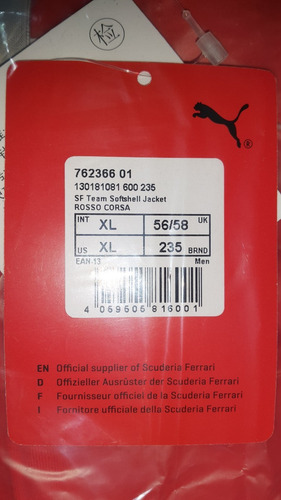 762366 01
130181081 600 235
SF Team Softshell Jacket
ROSSO CORSA
INT XL 56/58 UK
US XL 235 BRND
EAN-13 Men
4 059505 816001
®
EN Official supplier of Scuderia Ferrari
D Offizieller Ausrüster der Scuderia Ferrari
F Fournisseur officiel de la Scuderia Ferrari
I Fornitore ufficiale della Scuderia Ferrari